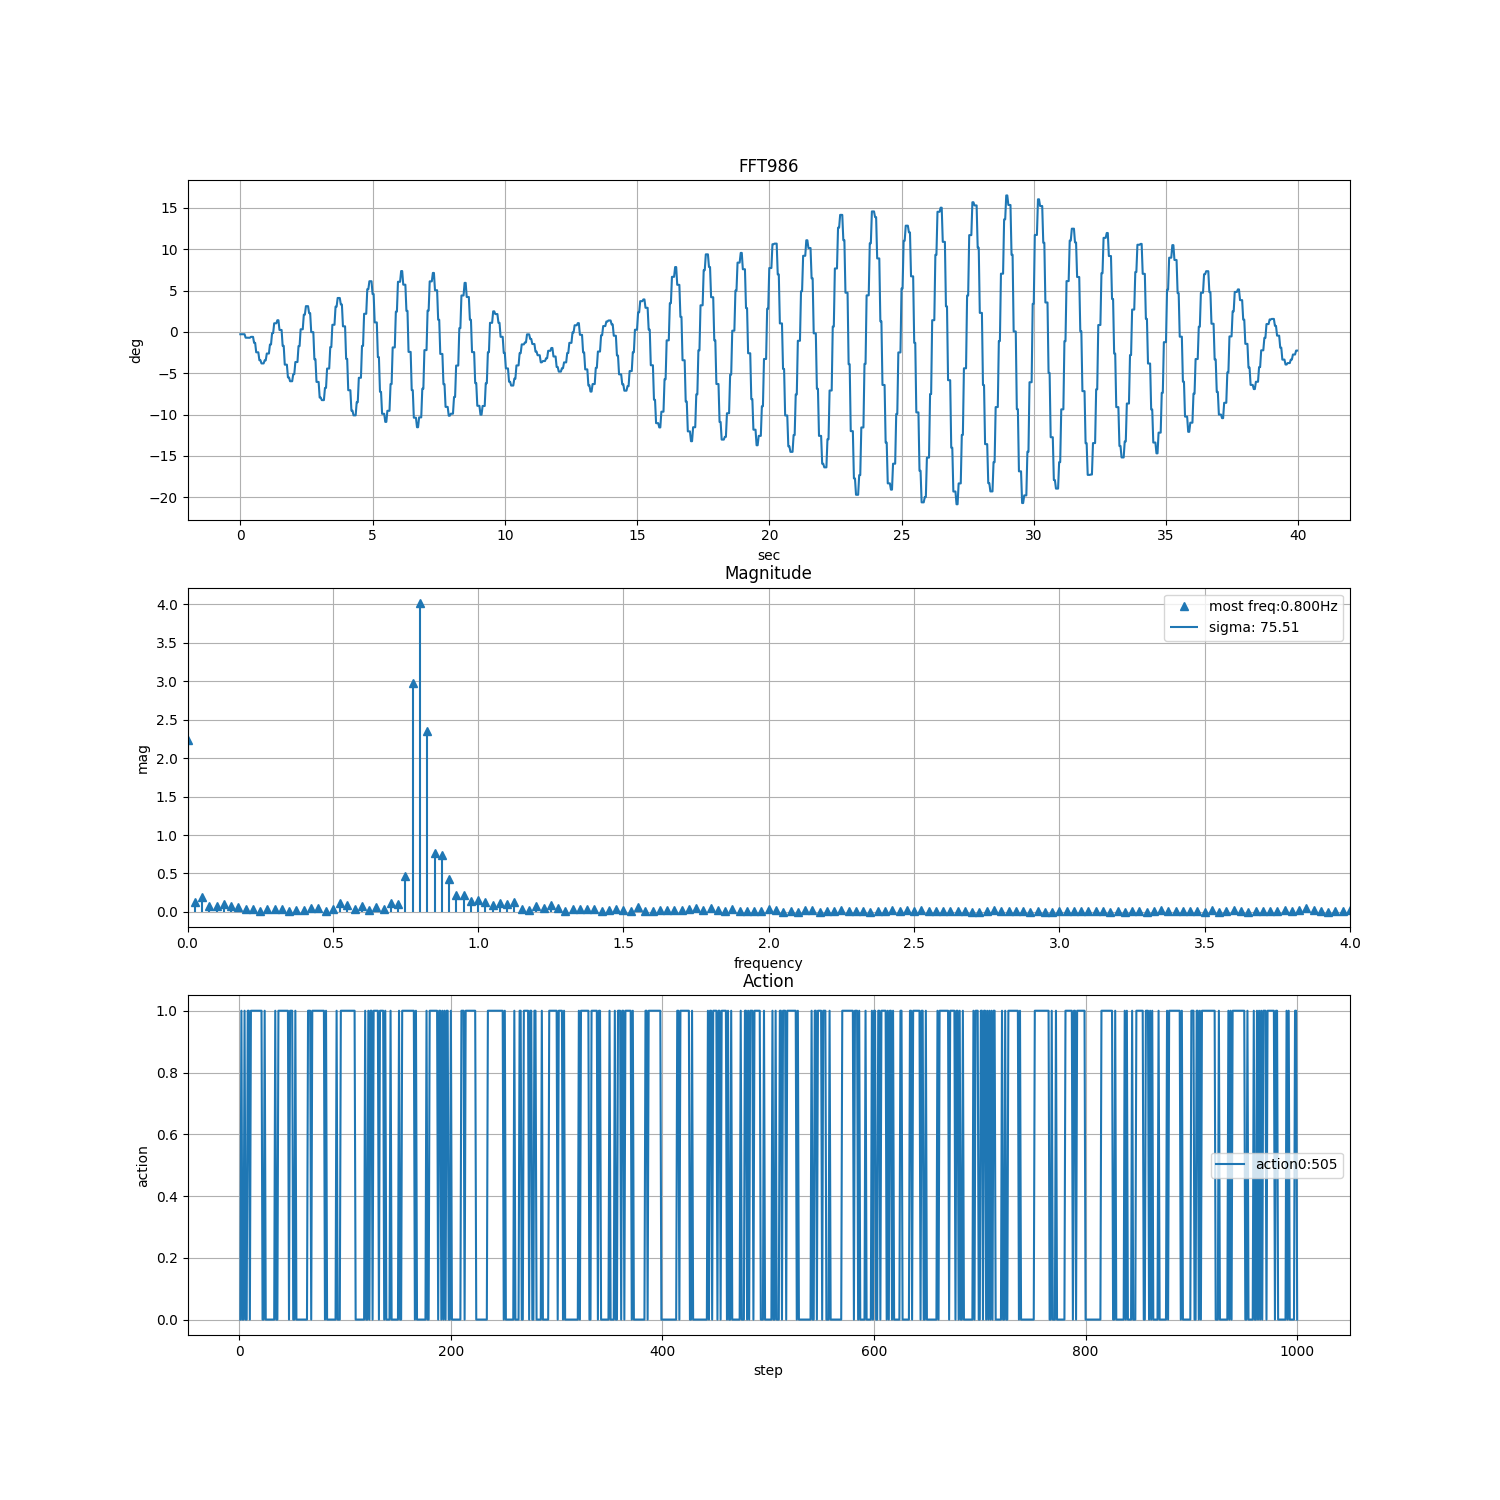 FFT986
15
10
5
0
−5
−10
−15
−20
deg
0 5 10 15 20 25 30 35 40
sec
Magnitude
4.0
3.5
3.0
2.5
2.0
1.5
1.0
0.5
0.0
mag
most freq:0.800Hz
sigma: 75.51
0.0 0.5 1.0 1.5 2.0 2.5 3.0 3.5 4.0
frequency
Action
1.0
0.8
0.6
0.4
0.2
0.0
action
action0:505
0 200 400 600 800 1000
step